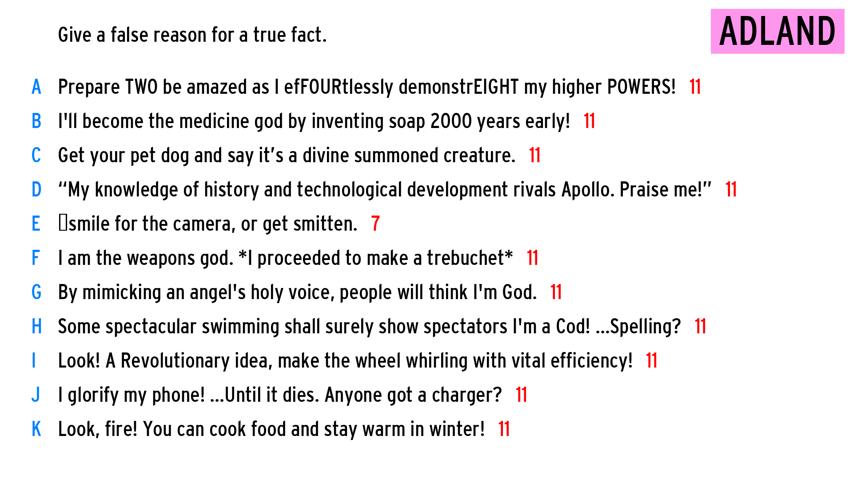 Give a false reason for a true fact.
ADLAND
A Prepare TWO be amazed as I efFOURtlessly demonstrEIGHT my higher POWERS! 11
B I'll become the medicine god by inventing soap 2000 years early! 11
C Get your pet dog and say it’s a divine summoned creature. 11
D “My knowledge of history and technological development rivals Apollo. Praise me!” 11
E smile for the camera, or get smitten. 7
F I am the weapons god. *I proceeded to make a trebuchet* 11
G By mimicking an angel's holy voice, people will think I'm God. 11
H Some spectacular swimming shall surely show spectators I'm a Cod! ...Spelling? 11
I Look! A Revolutionary idea, make the wheel whirling with vital efficiency! 11
J I glorify my phone! ...Until it dies. Anyone got a charger? 11
K Look, fire! You can cook food and stay warm in winter! 11